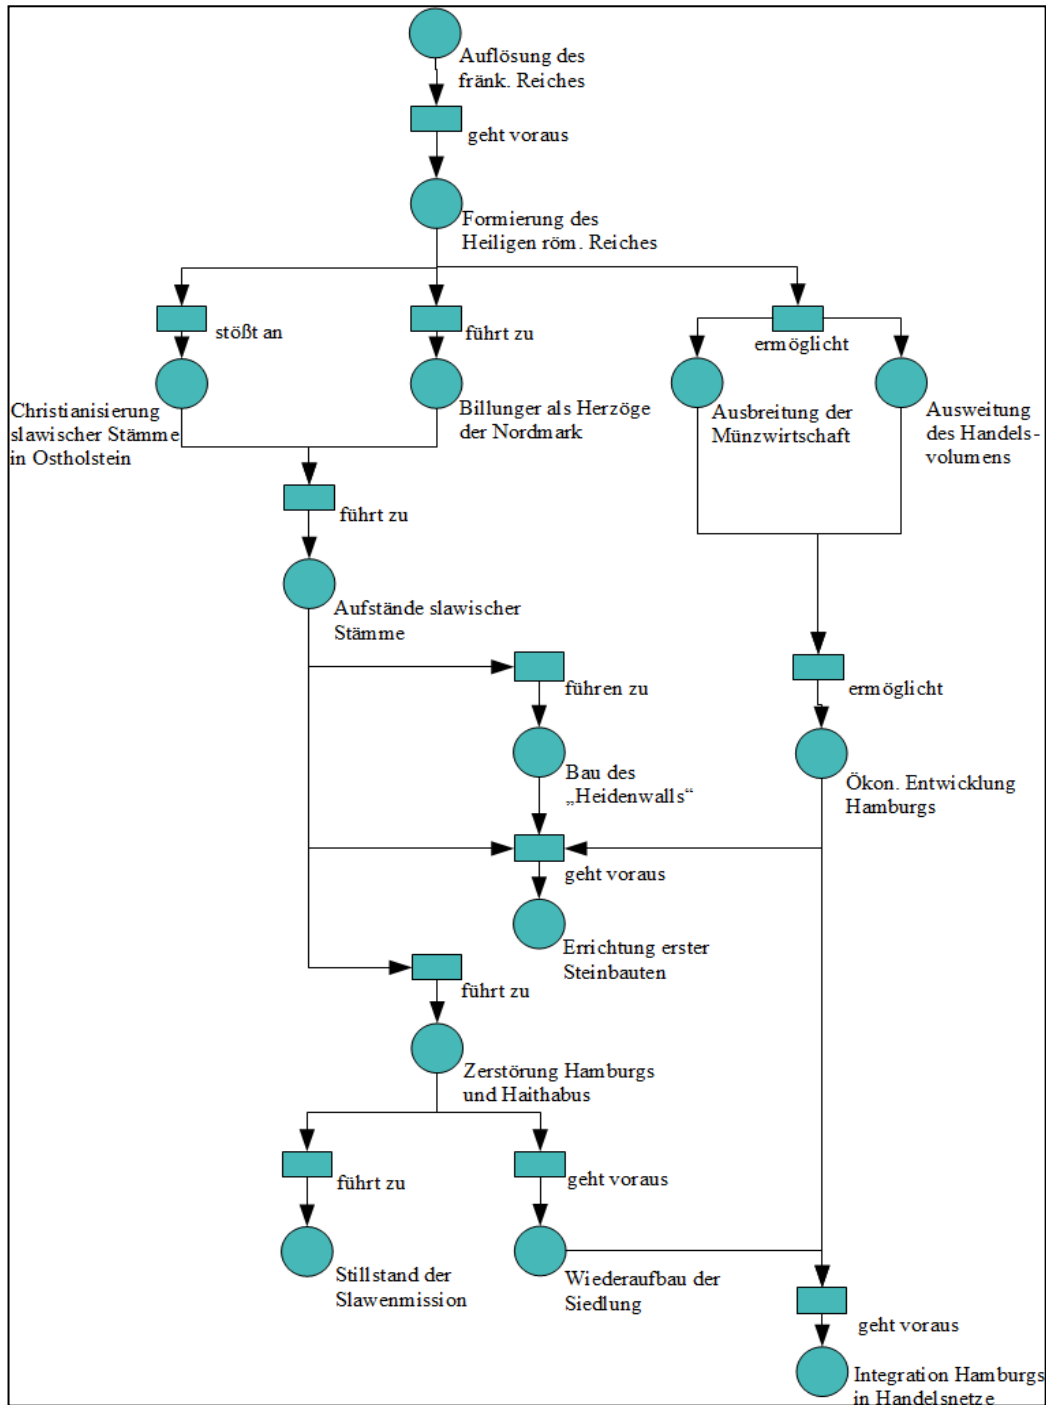 Auflösung des
fränk. Reiches
geht voraus
Formierung des
Heiligen röm. Reiches
stößt an
führt zu
ermöglicht
Christianisierung
slawischer Stämme
in Ostholstein
Billunger als Herzöge
der Nordmark
Ausbreitung der
Münzwirtschaft
Ausweitung
des Handels-
volumens
führt zu
Aufstände slawischer
Stämme
führen zu
ermöglicht
Bau des
„Heidenwalls“
Ökon. Entwicklung
Hamburgs
geht voraus
Errichtung erster
Steinbauten
führt zu
Zerstörung Hamburgs
und Haithabus
führt zu
geht voraus
Stillstand der
Slawenmission
Wiederaufbau der
Siedlung
geht voraus
Integration Hamburgs
in Handelsnetze